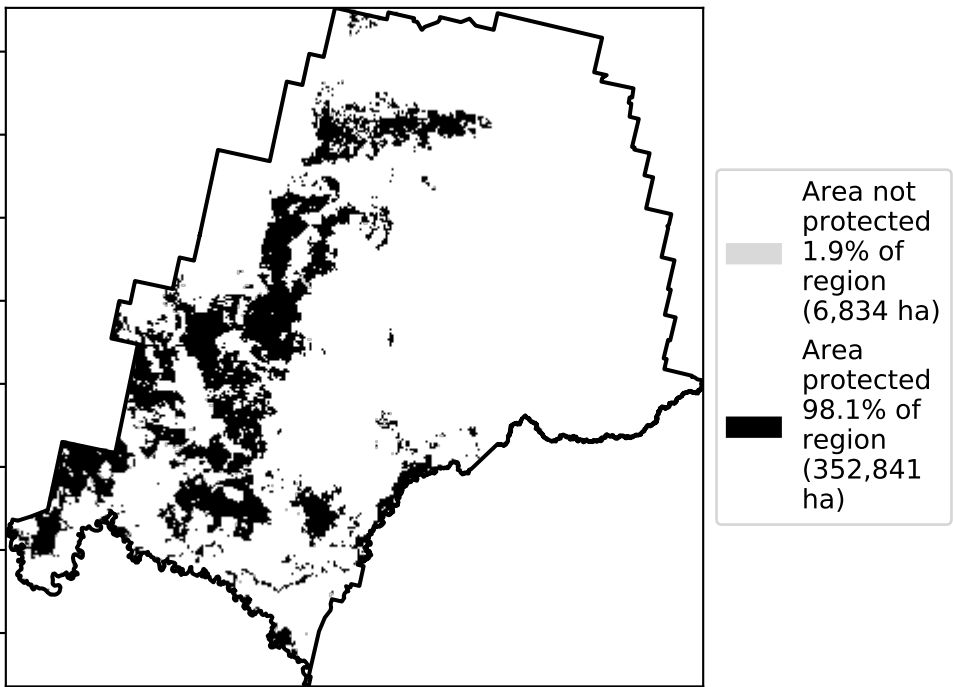 Area not
protected
1.9% of
region
(6,834 ha)
Area
protected
98.1% of
region
(352,841
ha)